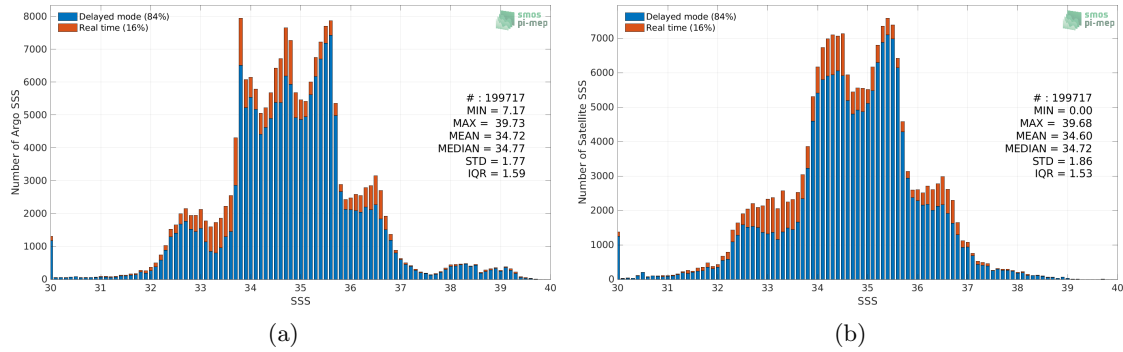 Delayed mode (84%)
Real time (16%)
smos
pi-mep
8000
7000
6000
5000
4000
3000
2000
1000
0
Number of Argo SSS
# : 199717
MIN = 7.17
MAX = 39.73
MEAN = 34.72
MEDIAN = 34.77
STD = 1.77
IQR = 1.59
30 31 32 33 34 35 36 37 38 39 40
SSS
(a)
Delayed mode (84%)
Real time (16%)
smos
pi-mep
7000
6000
5000
4000
3000
2000
1000
0
Number of Satellite SSS
# : 199717
MIN = 0.00
MAX = 39.68
MEAN = 34.60
MEDIAN = 34.72
STD = 1.86
IQR = 1.53
30 31 32 33 34 35 36 37 38 39 40
SSS
(b)